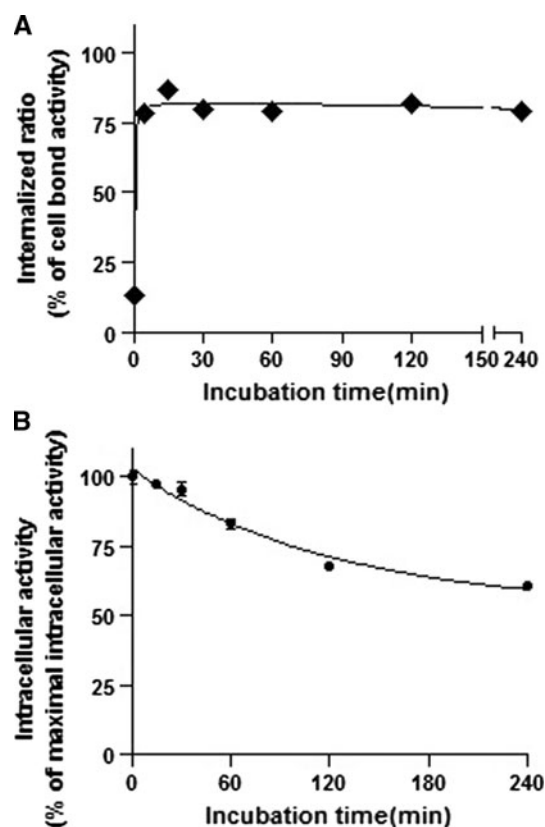 A
Internalized ratio
(% of cell bond activity)
100
75
50
25
0
0 30 60 90 120 150 240
Incubation time(min)
B
Intracellular activity
(% of maximal intracellular activity)
100
75
50
25
0
0 60 120 180 240
Incubation time(min)